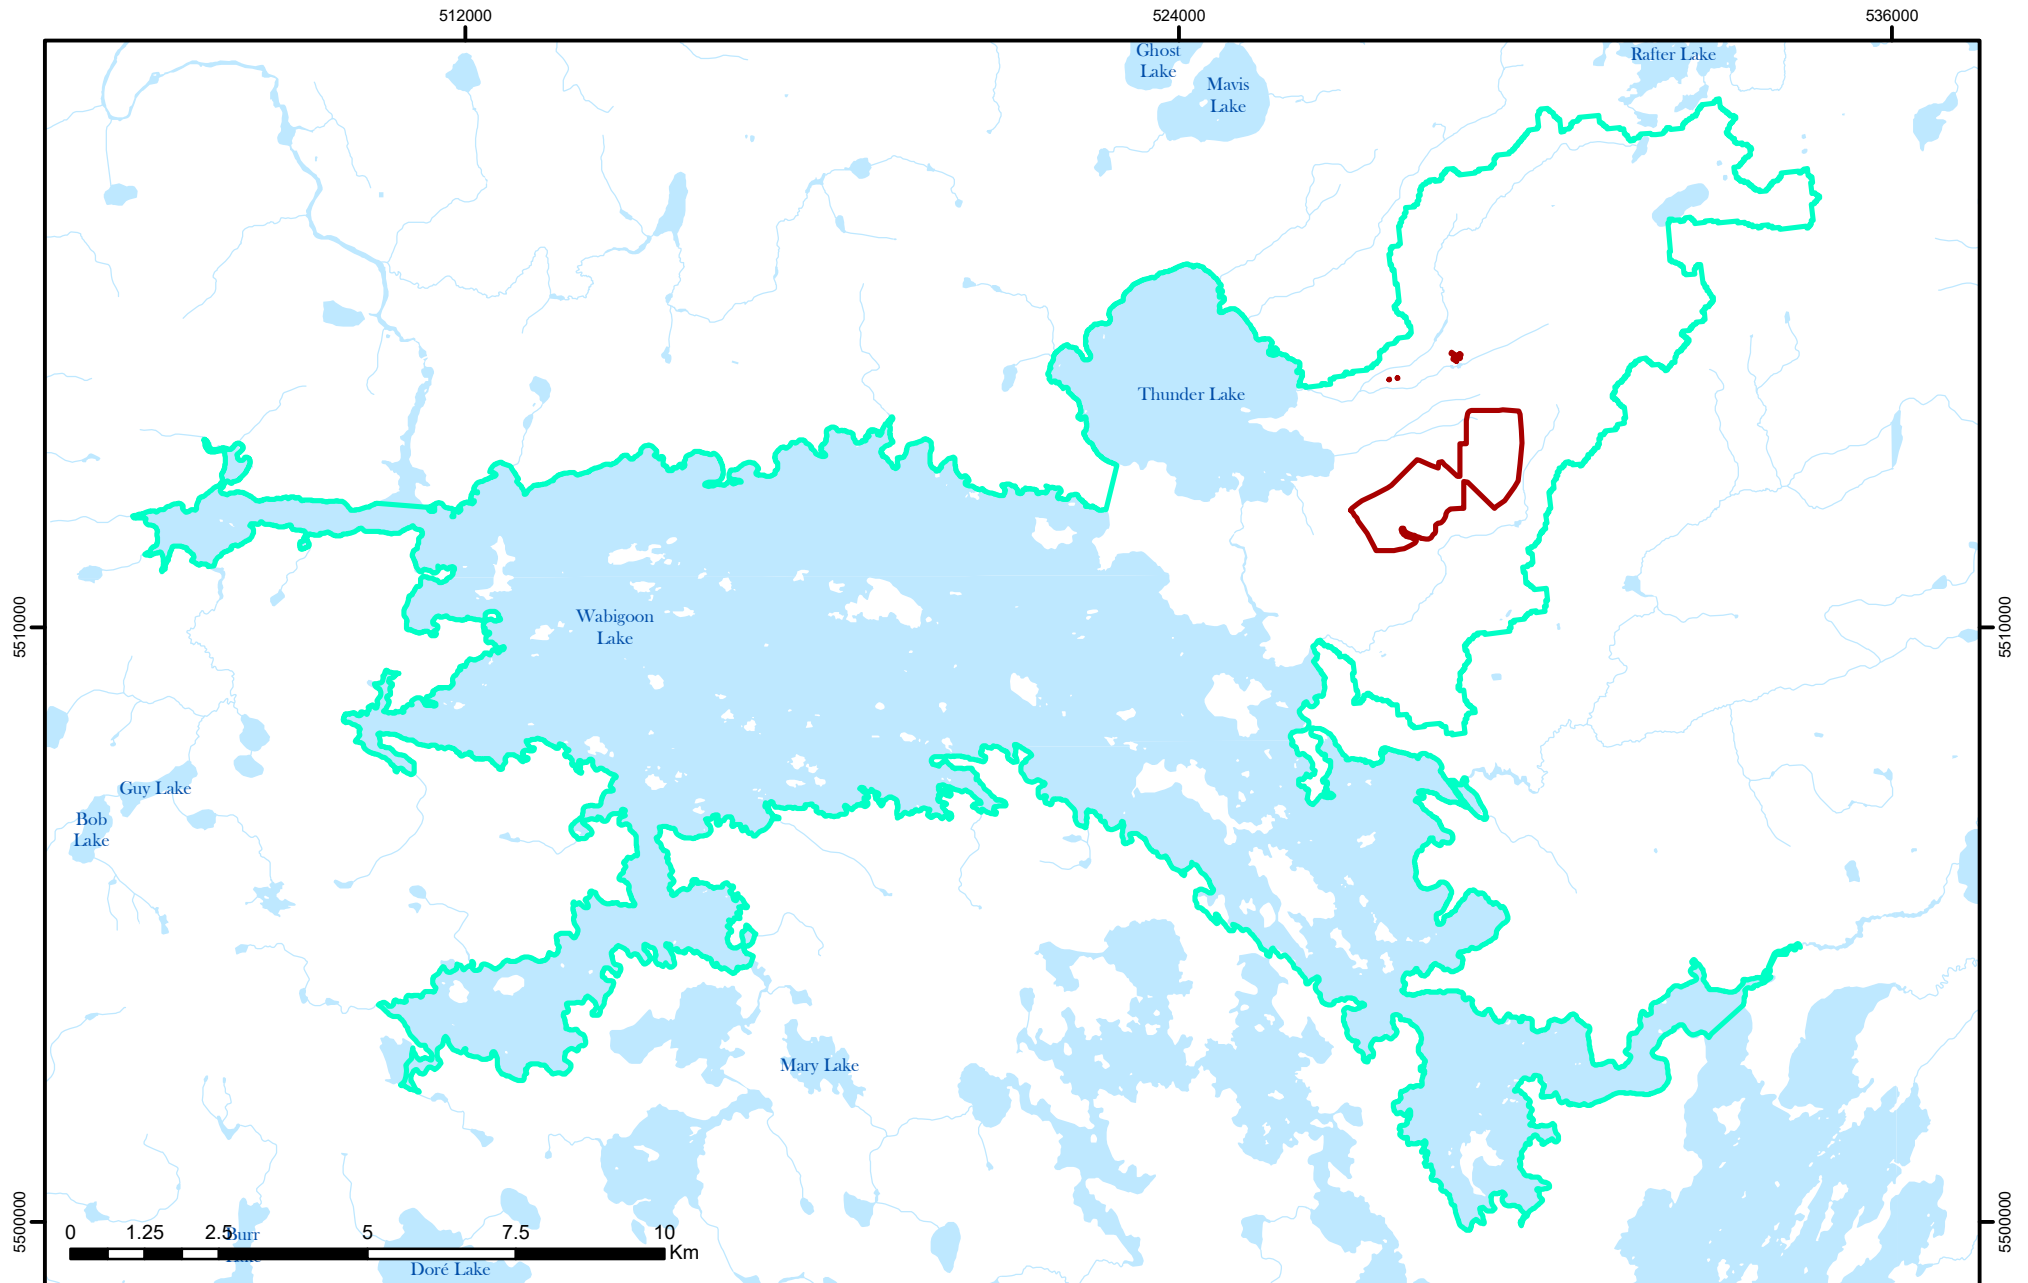 512000
524000
536000
Ghost
Lake
Mavis
Lake
Rafter Lake
Thunder Lake
5510000
5510000
Wabigoon
Lake
Guy Lake
Bob
Lake
Mary Lake
5500000
5500000
0 1.25 2.5 5 7.5 10
Km
Burr
Lake
Doré Lake